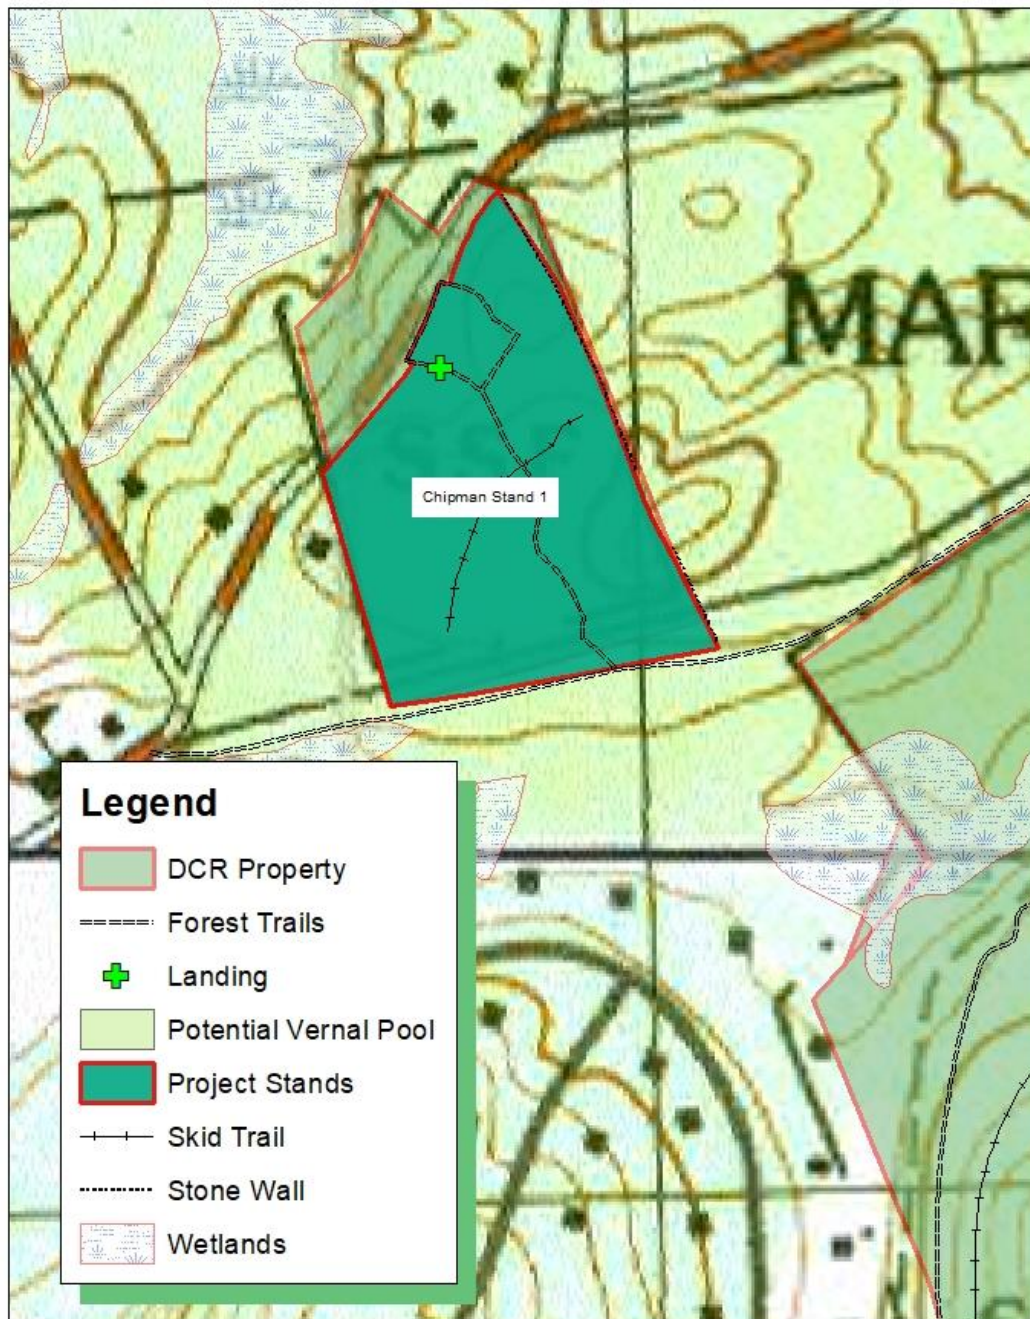 MAR
Chipman Stand 1
Legend
DCR Property
Forest Trails
Landing
Potential Vernal Pool
Project Stands
Skid Trail
Stone Wall
Wetlands